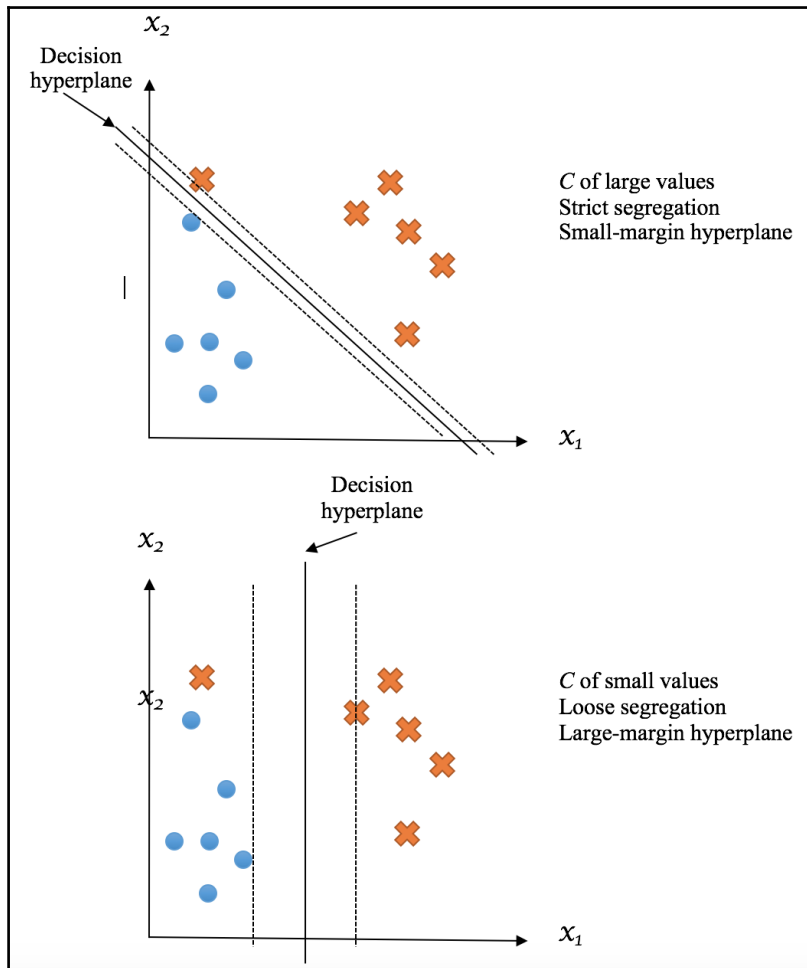 x₂
Decision
hyperplane
C of large values
Strict segregation
Small-margin hyperplane
x₁
Decision
hyperplane
x₂
x₂
C of small values
Loose segregation
Large-margin hyperplane
x₁